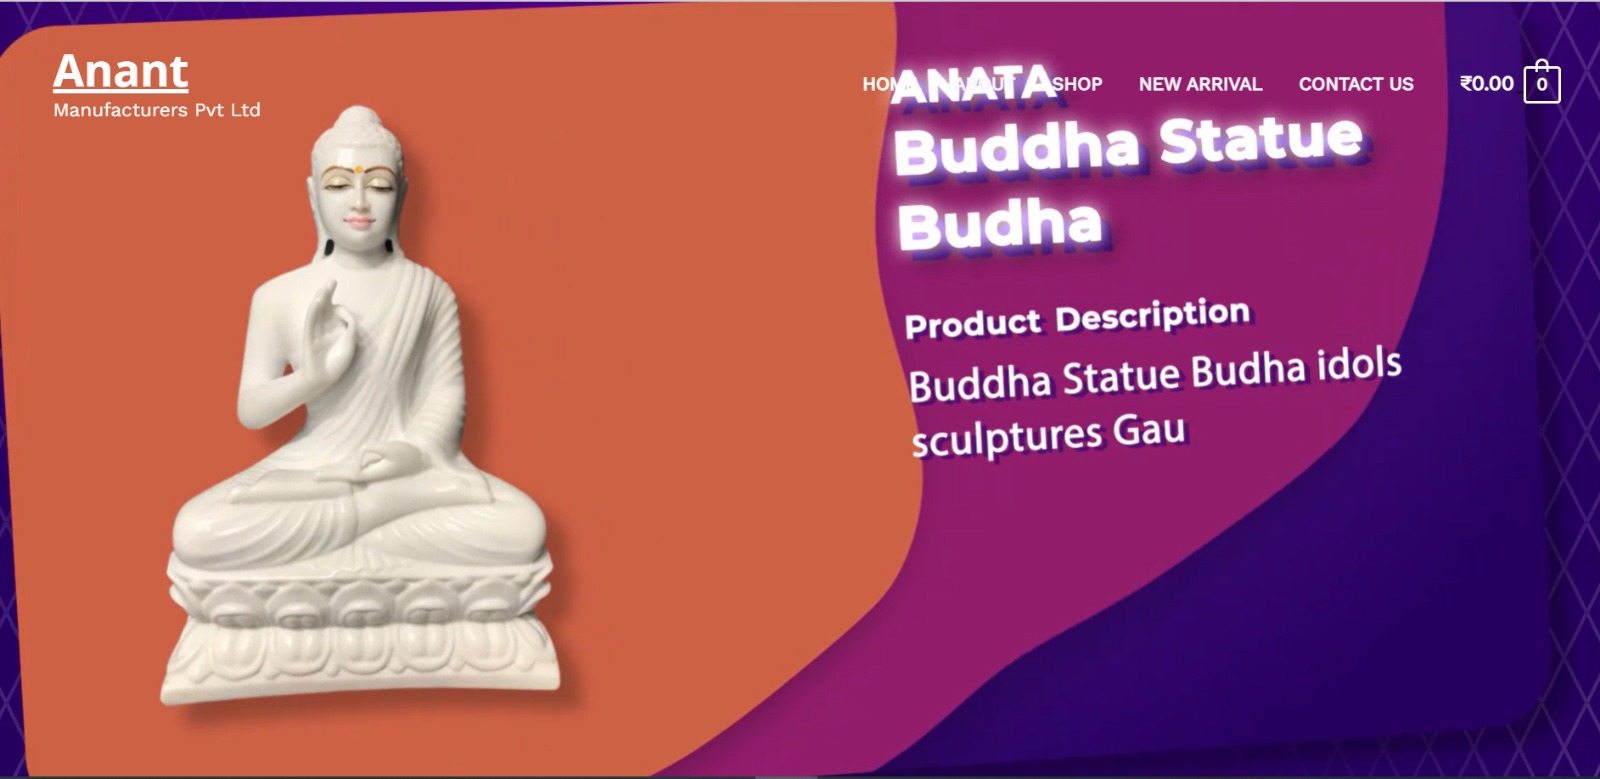 Anant
Manufacturers Pvt Ltd
HOME ABOUT SHOP NEW ARRIVAL CONTACT US ₹0.00 0
ANATA
Buddha Statue
Budha
Product Description
Buddha Statue Budha idols
sculptures Gau